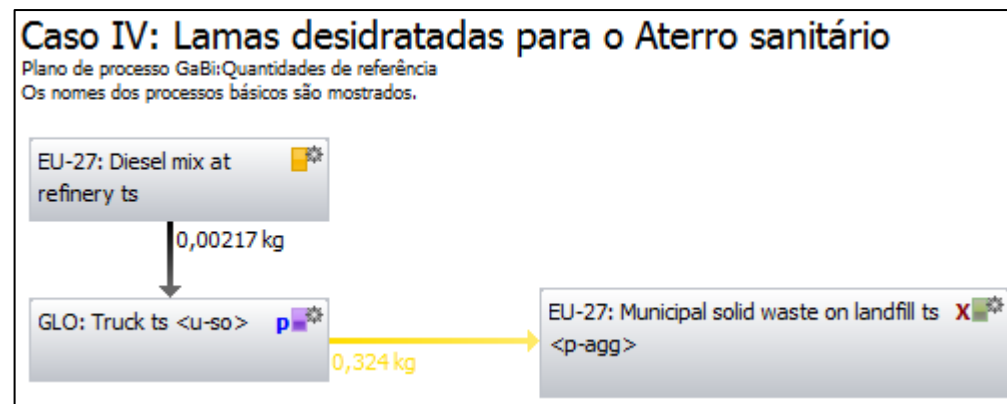 Caso IV: Lamas desidratadas para o Aterro sanitário
Plano de processo GaBi:Quantidades de referência
Os nomes dos processos básicos são mostrados.
EU-27: Diesel mix at
refinery ts
0,00217 kg
GLO: Truck ts <u-so> p
0,324 kg
EU-27: Municipal solid waste on landfill ts X
<p-agg>